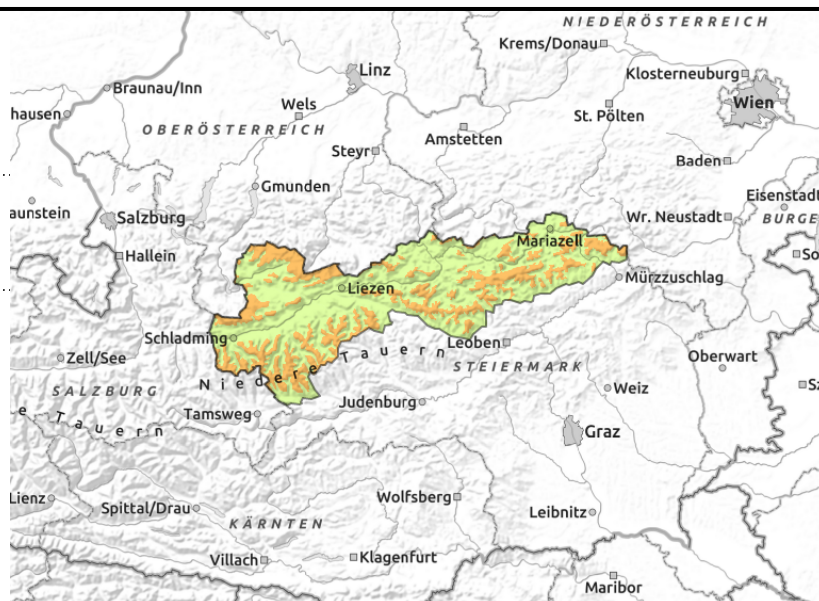 NIEDERÖSTERREICH
Krems/Donau
Linz
Klosterneuburg
Braunau/Inn
hausen
Wels
Wien
St. Pölten
OBERÖSTERREICH
Amstetten
Steyr
Baden
Gmunden
Eisenstadt
aunstein
Salzburg
Wr. Neustadt
BURGE
Mariazell
Hallein
So
Mürzzuschlag
Liezen
Schladming
Leoben
Zell/See
Niedere Tauern
STEIERMARK
Oberwart
SALZBURG
Weiz
Sz
Judenburg
Tamsweg
e Tauern
Graz
Lienz
Wolfsberg
Spittal/Drau
Leibnitz
KÄRNTEN
Villach
Klagenfurt
Maribor